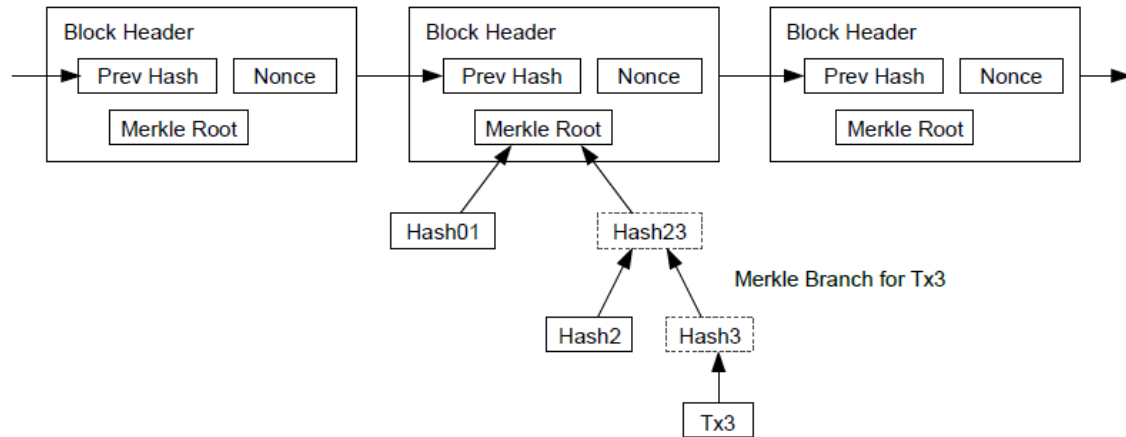 Block Header
Block Header
Block Header
Prev Hash
Nonce
Prev Hash
Nonce
Prev Hash
Nonce
Merkle Root
Merkle Root
Merkle Root
Hash01
Hash23
Merkle Branch for Tx3
Hash2
Hash3
Tx3